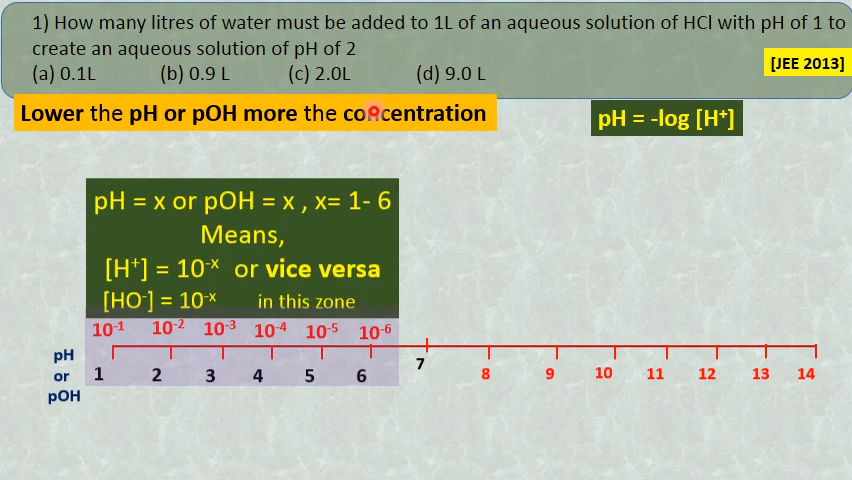 1) How many litres of water must be added to 1L of an aqueous solution of HCl with pH of 1 to
create an aqueous solution of pH of 2
(a) 0.1L (b) 0.9 L (c) 2.0L (d) 9.0 L
[JEE 2013]
Lower the pH or pOH more the concentration
pH = -log [H⁺]
pH = x or pOH = x , x= 1- 6
Means,
[H⁺] = 10⁻ˣ or vice versa
[HO⁻] = 10⁻ˣ in this zone
10⁻¹ 10⁻² 10⁻³ 10⁻⁴ 10⁻⁵ 10⁻⁶
pH
or
pOH
1 2 3 4 5 6 7 8 9 10 11 12 13 14